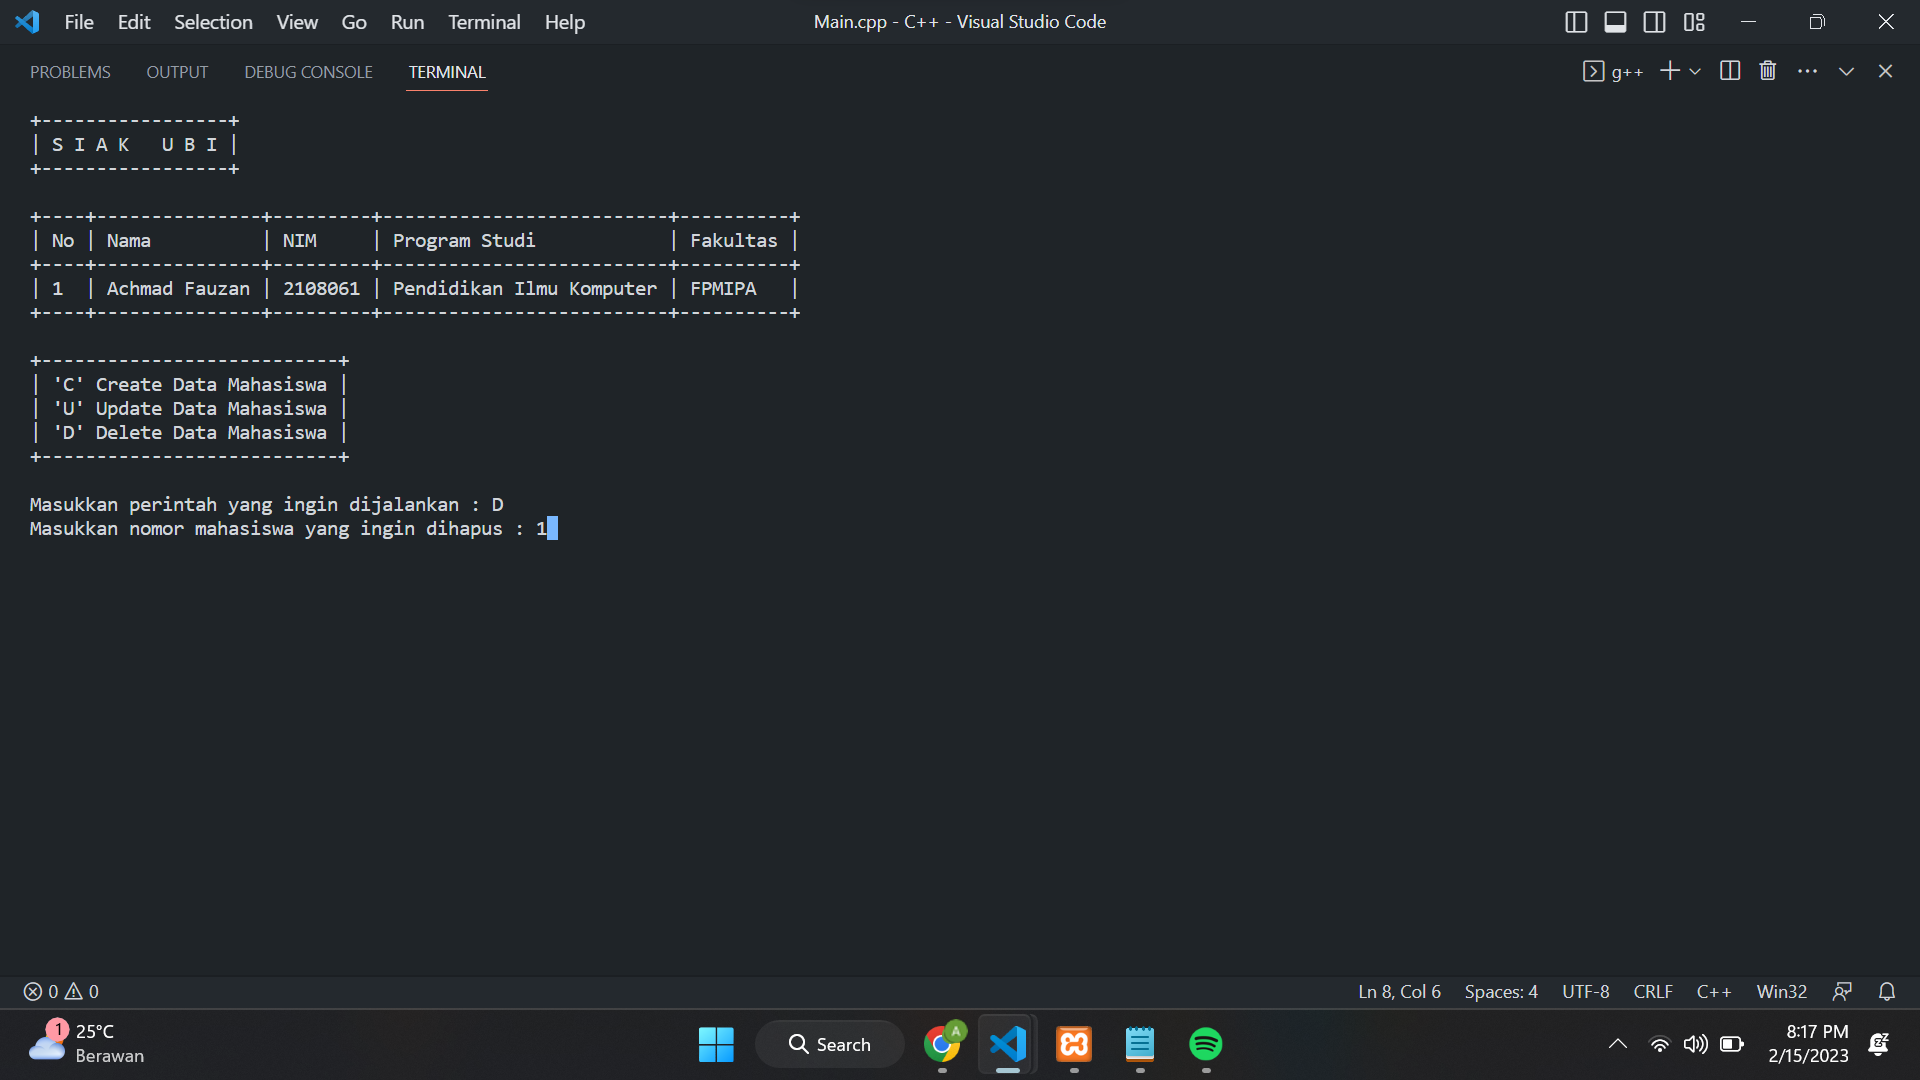 File Edit Selection View Go Run Terminal Help
Main.cpp - C++ - Visual Studio Code
PROBLEMS OUTPUT DEBUG CONSOLE TERMINAL
g++
+-----------------+
| S I A K   U B I |
+-----------------+
+----+---------------+---------+--------------------------+----------+
| No | Nama          | NIM     | Program Studi            | Fakultas |
+----+---------------+---------+--------------------------+----------+
| 1  | Achmad Fauzan | 2108061 | Pendidikan Ilmu Komputer | FPMIPA   |
+----+---------------+---------+--------------------------+----------+
+---------------------------+
| 'C' Create Data Mahasiswa |
| 'U' Update Data Mahasiswa |
| 'D' Delete Data Mahasiswa |
+---------------------------+
Masukkan perintah yang ingin dijalankan : D
Masukkan nomor mahasiswa yang ingin dihapus : 1
0 0
Ln 8, Col 6 Spaces: 4 UTF-8 CRLF C++ Win32
1
25°C
Berawan
Search
A
8:17 PM
2/15/2023